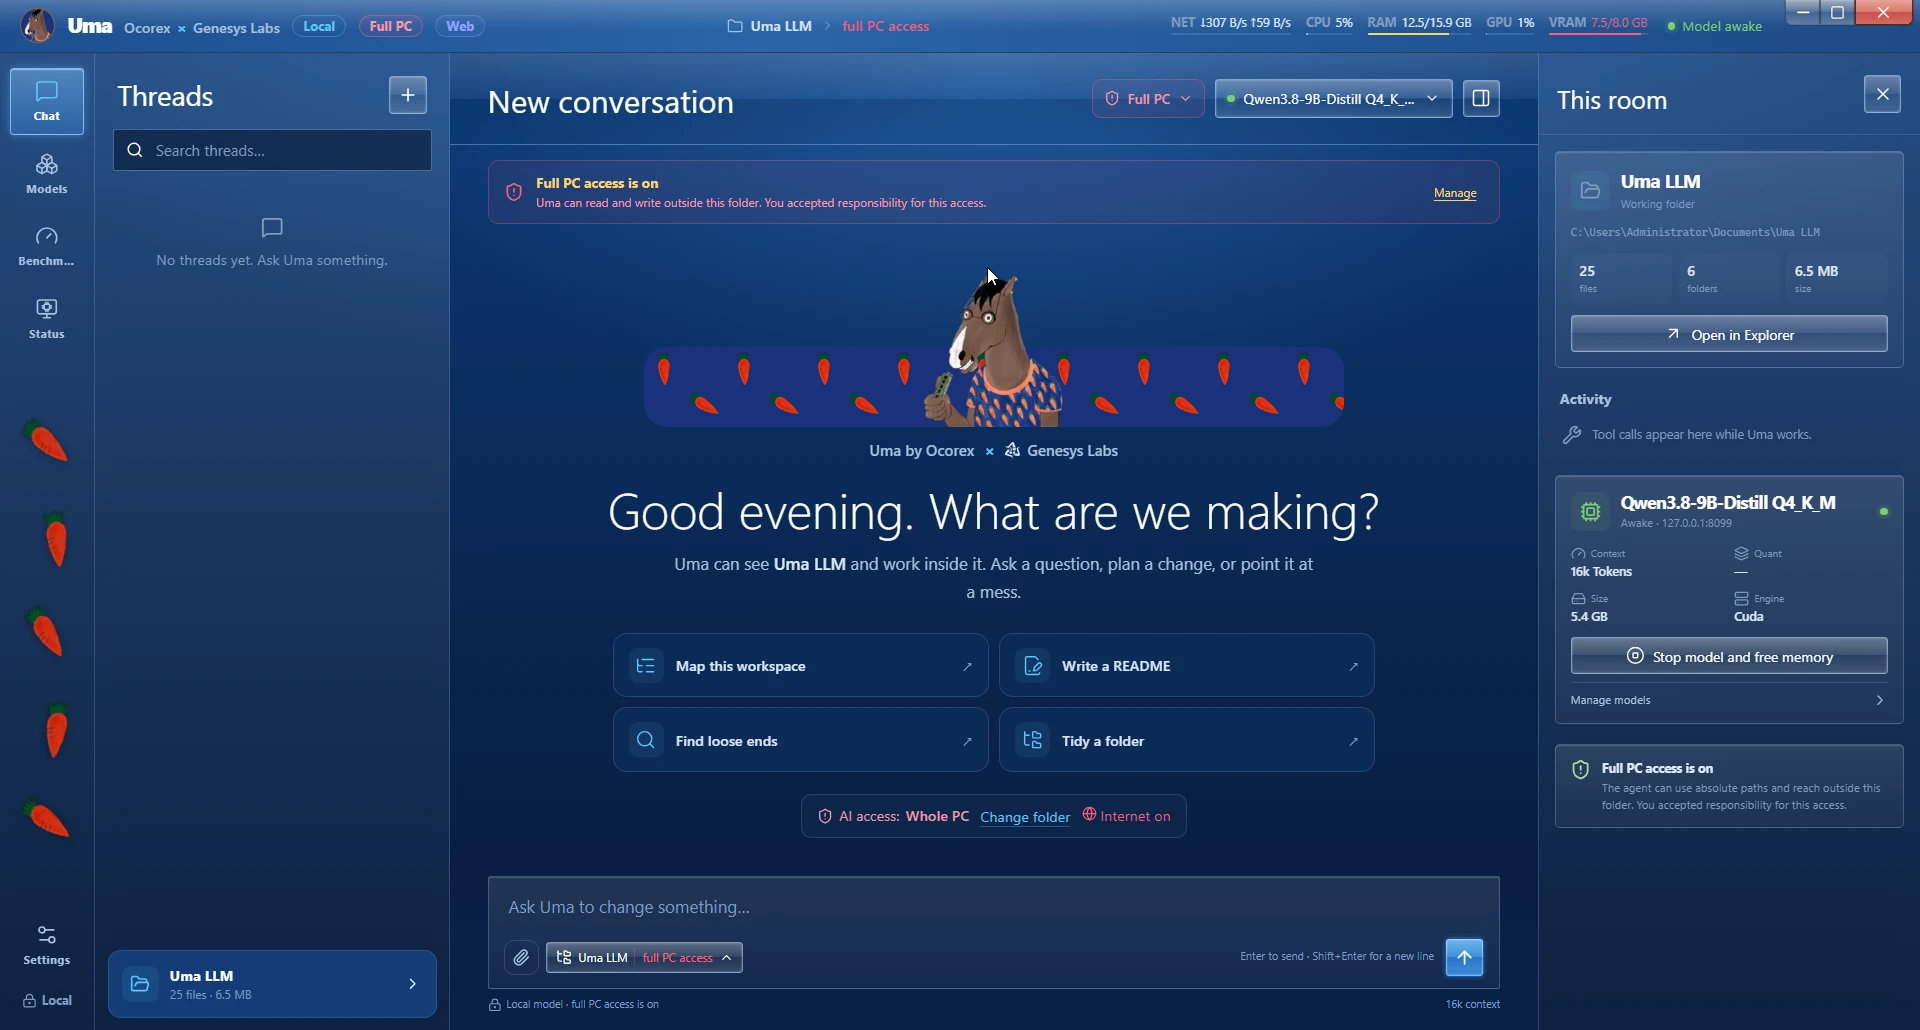 Uma Ocorex × Genesys Labs Local Full PC Web
Uma LLM > full PC access
NET ↓307 B/s ↑59 B/s CPU 5% RAM 12.5/15.9 GB GPU 1% VRAM 7.5/8.0 GB Model awake
Chat
Models
Benchm...
Status
Settings
Local
Threads
Search threads...
No threads yet. Ask Uma something.
Uma LLM
25 files · 6.5 MB
New conversation
Full PC
Qwen3.8-9B-Distill Q4_K_...
Full PC access is on
Uma can read and write outside this folder. You accepted responsibility for this access.
Manage
Uma by Ocorex × Genesys Labs
Good evening. What are we making?
Uma can see Uma LLM and work inside it. Ask a question, plan a change, or point it at
a mess.
Map this workspace
Write a README
Find loose ends
Tidy a folder
AI access: Whole PC Change folder Internet on
Ask Uma to change something...
Uma LLM full PC access
Enter to send · Shift+Enter for a new line
Local model · full PC access is on
16k context
This room
Uma LLM
Working folder
C:\Users\Administrator\Documents\Uma LLM
25 6 6.5 MB
files folders size
Open in Explorer
Activity
Tool calls appear here while Uma works.
Qwen3.8-9B-Distill Q4_K_M
Awake · 127.0.0.1:8099
Context Quant
16k Tokens —
Size Engine
5.4 GB Cuda
Stop model and free memory
Manage models
Full PC access is on
The agent can use absolute paths and reach outside this
folder. You accepted responsibility for this access.